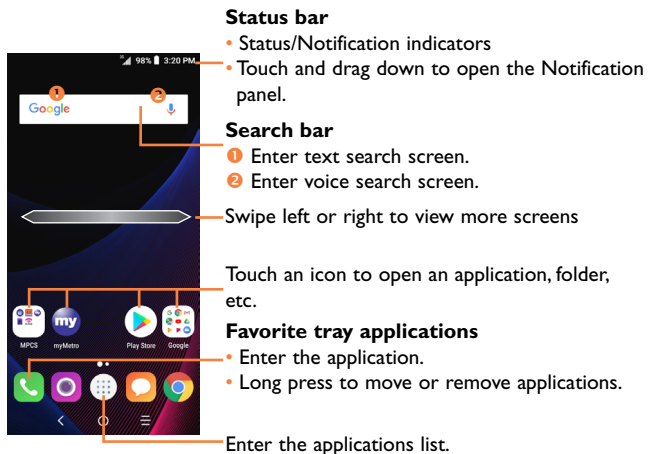 Status bar
• Status/Notification indicators
• Touch and drag down to open the Notification
panel.
98% 3:20 PM
1 2
Google
Search bar
1 Enter text search screen.
2 Enter voice search screen.
Swipe left or right to view more screens
Touch an icon to open an application, folder,
etc.
my
MPCS myMetro Play Store Google
Favorite tray applications
• Enter the application.
• Long press to move or remove applications.
Enter the applications list.